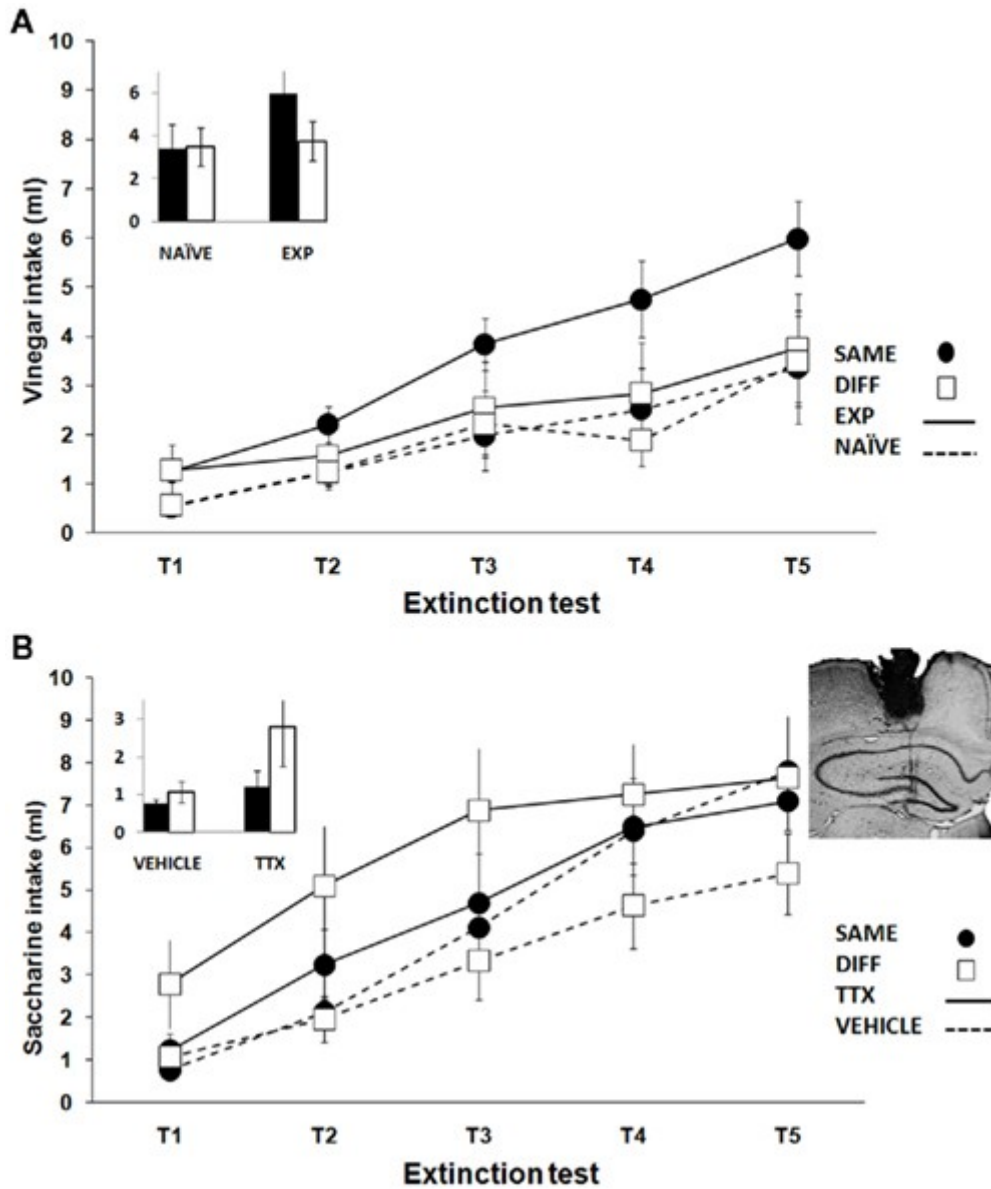 A
10
9
8
7
6
5
4
3
2
1
0
Vinegar intake (ml)
6
4
2
0
NAÏVE EXP
SAME
DIFF
EXP
NAÏVE
T1 T2 T3 T4 T5
Extinction test
B
10
9
8
7
6
5
4
3
2
1
0
Saccharine intake (ml)
3
2
1
0
VEHICLE TTX
SAME
DIFF
TTX
VEHICLE
T1 T2 T3 T4 T5
Extinction test